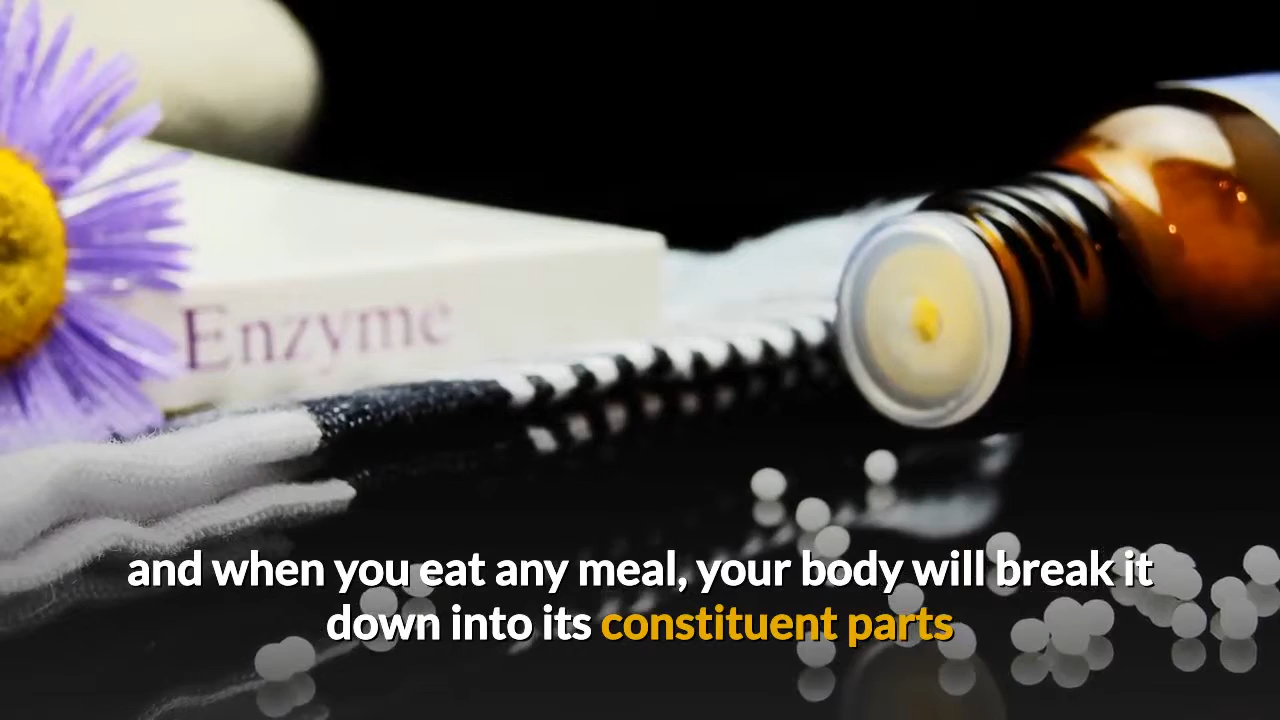 Enzyme
and when you eat any meal, your body will break it
down into its constituent parts